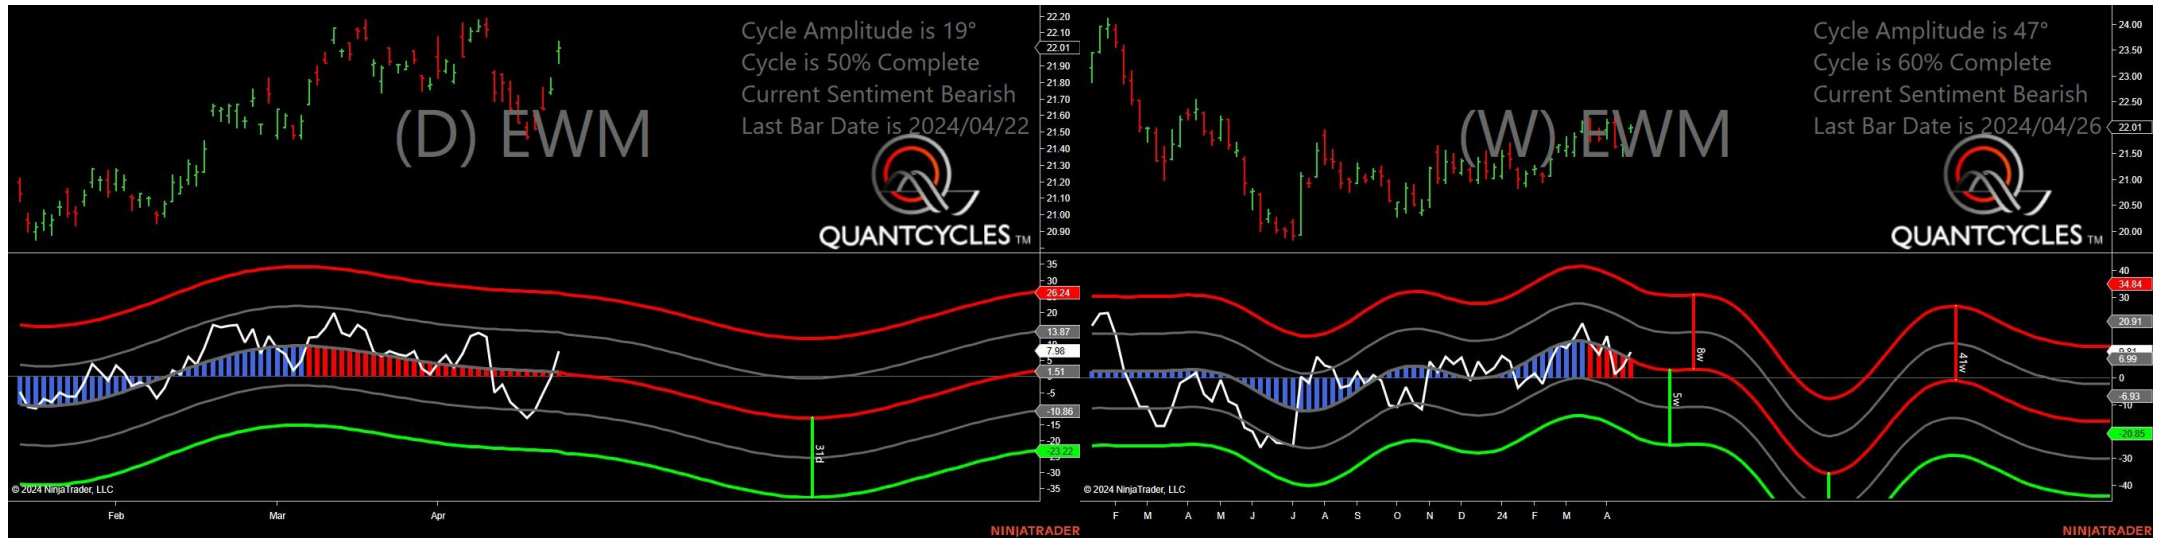 Cycle Amplitude is 19°
Cycle is 50% Complete
Current Sentiment Bearish
Last Bar Date is 2024/04/22
(D) EWM
QUANTCYCLES TM
22.20
22.10
22.01
21.90
21.80
21.70
21.60
21.50
21.40
21.30
21.20
21.10
21.00
20.90
35
30
26.24
20
13.87
7.98
5
1.51
-5
-10.86
-15
-20
-23.22
-30
-35
31d
© 2024 NinjaTrader, LLC
Feb Mar Apr
NINJATRADER
Cycle Amplitude is 47°
Cycle is 60% Complete
Current Sentiment Bearish
Last Bar Date is 2024/04/26
(W) EWM
QUANTCYCLES TM
24.00
23.50
23.00
22.50
22.01
21.50
21.00
20.50
20.00
40
34.84
30
20.91
6.99
0
-6.93
-10
-20.85
-30
-40
8w
5w
41w
© 2024 NinjaTrader, LLC
F M A M J J A S O N D 24 F M A
NINJATRADER